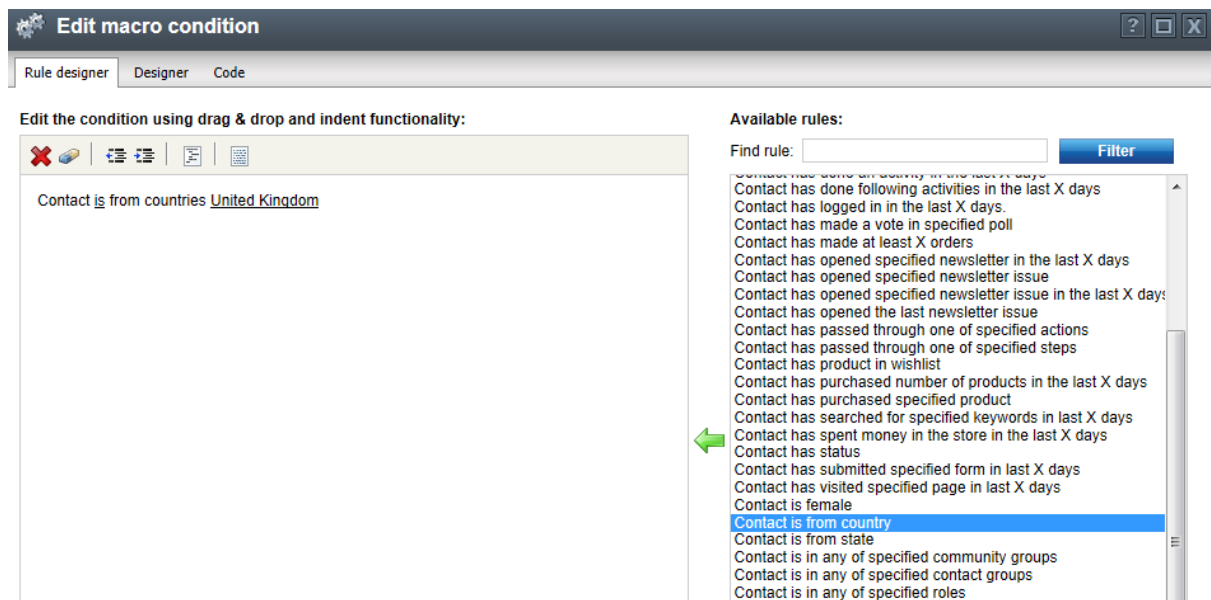 Edit macro condition
? X
Rule designer Designer Code
Edit the condition using drag & drop and indent functionality:
Available rules:
Find rule: Filter
Contact has done an activity in the last X days
Contact has done following activities in the last X days
Contact is from countries United Kingdom
Contact has logged in in the last X days.
Contact has made a vote in specified poll
Contact has made at least X orders
Contact has opened specified newsletter in the last X days
Contact has opened specified newsletter issue
Contact has opened specified newsletter issue in the last X days
Contact has opened the last newsletter issue
Contact has passed through one of specified actions
Contact has passed through one of specified steps
Contact has product in wishlist
Contact has purchased number of products in the last X days
Contact has purchased specified product
Contact has searched for specified keywords in last X days
Contact has spent money in the store in the last X days
Contact has status
Contact has submitted specified form in last X days
Contact has visited specified page in last X days
Contact is female
Contact is from country
Contact is from state
Contact is in any of specified community groups
Contact is in any of specified contact groups
Contact is in any of specified roles